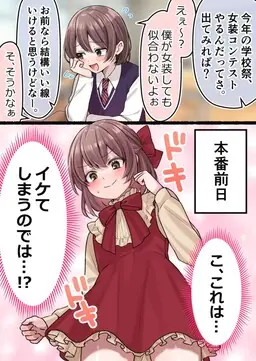 今年の学校祭、
女装コンテスト
やるんだってさ。
出てみれば?
えぇ〜?
僕が女装しても
似合わないよぉ
お前なら結構いい線
いけると思うけどなー。
そ、そうかなぁ
本番前日
ドキ
ドキ
こ、これは…
イケて
しまうのでは…!?